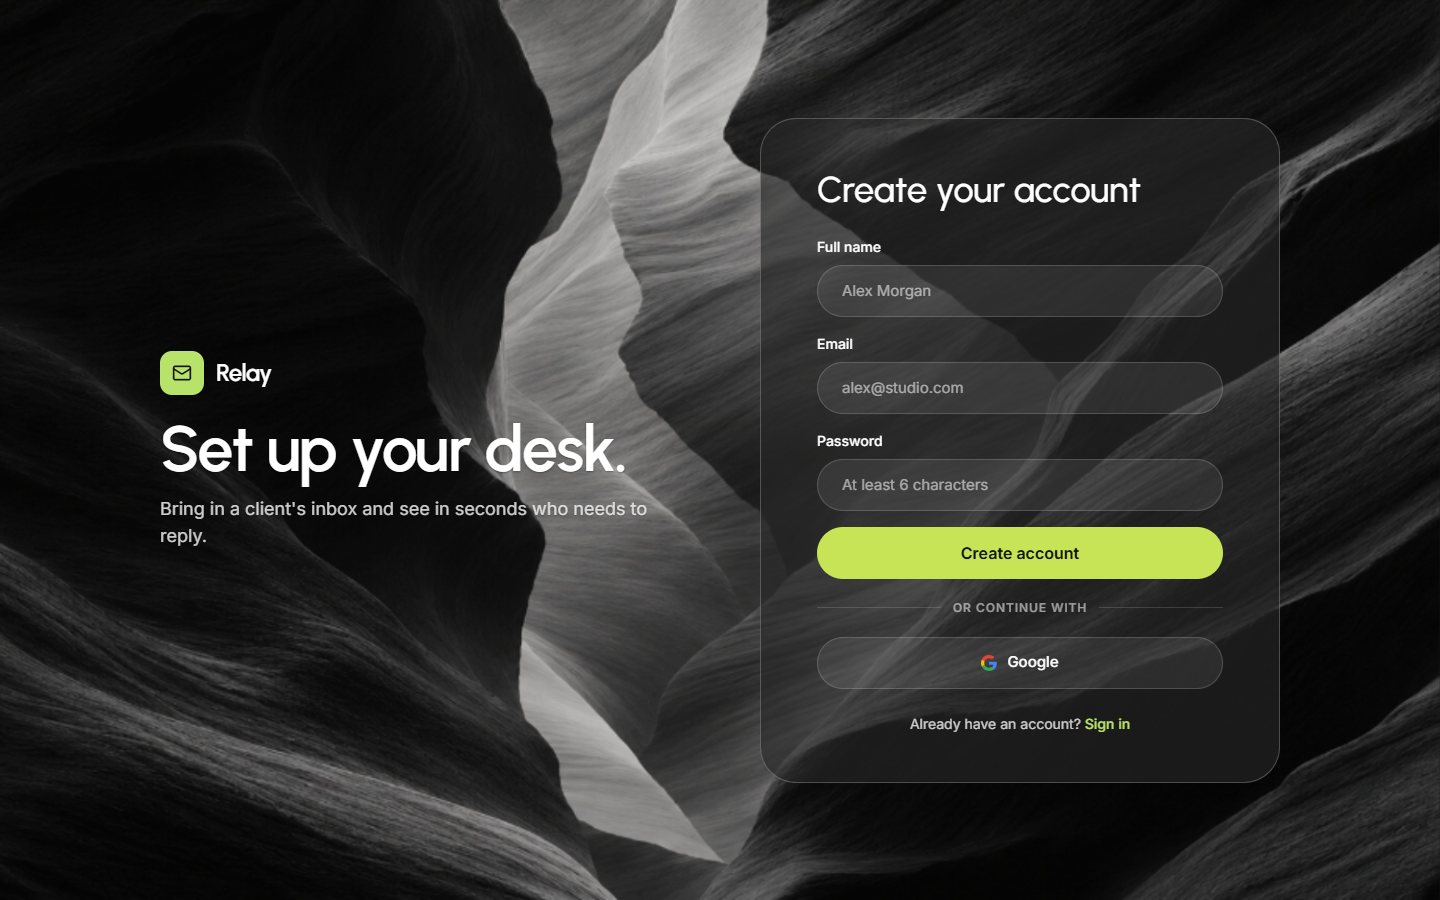 Relay
Set up your desk.
Bring in a client's inbox and see in seconds who needs to
reply.
Create your account
Full name
Alex Morgan
Email
alex@studio.com
Password
At least 6 characters
Create account
OR CONTINUE WITH
Google
Already have an account? Sign in